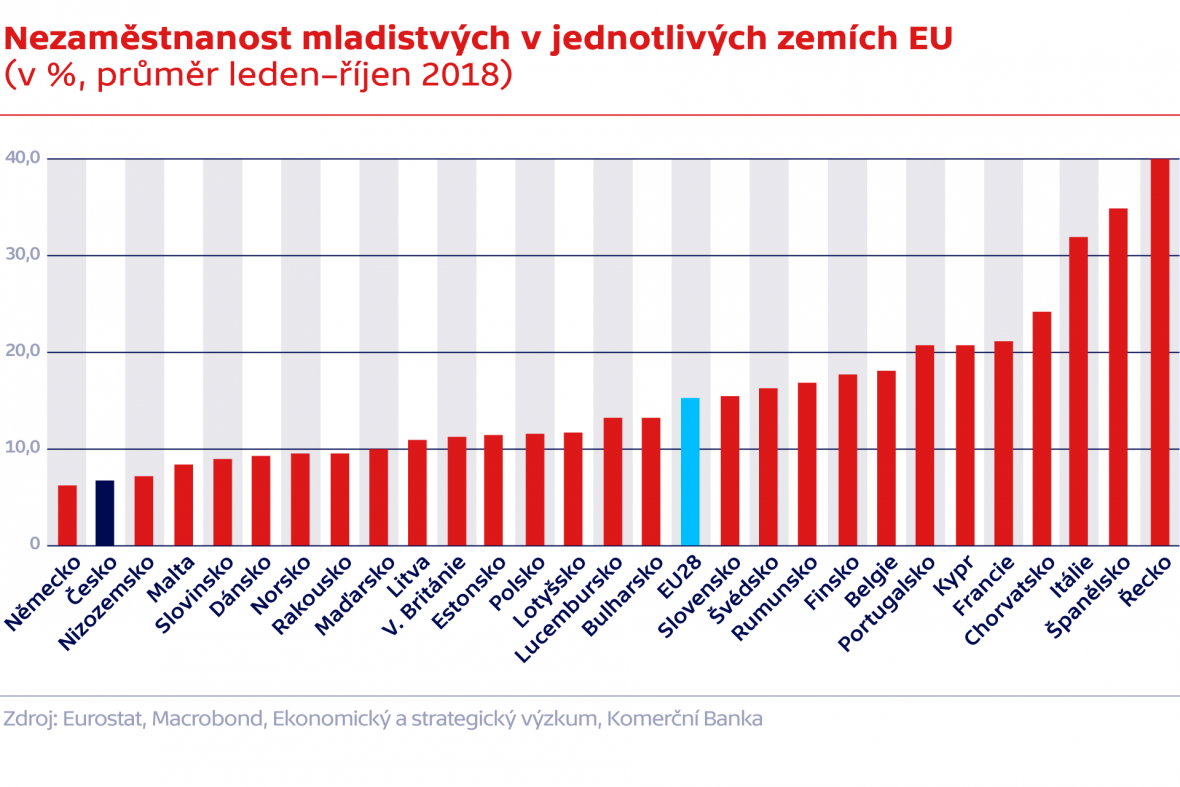 Nezaměstnanost mladistvých v jednotlivých zemích EU
(v %, průměr leden–říjen 2018)
40,0
30,0
20,0
10,0
0
Německo
Česko
Nizozemsko
Malta
Slovinsko
Dánsko
Norsko
Rakousko
Maďarsko
Litva
V. Británie
Estonsko
Polsko
Lotyšsko
Lucembursko
Bulharsko
EU28
Slovensko
Švédsko
Rumunsko
Finsko
Belgie
Portugalsko
Kypr
Francie
Chorvatsko
Itálie
Španělsko
Řecko
Zdroj: Eurostat, Macrobond, Ekonomický a strategický výzkum, Komerční Banka